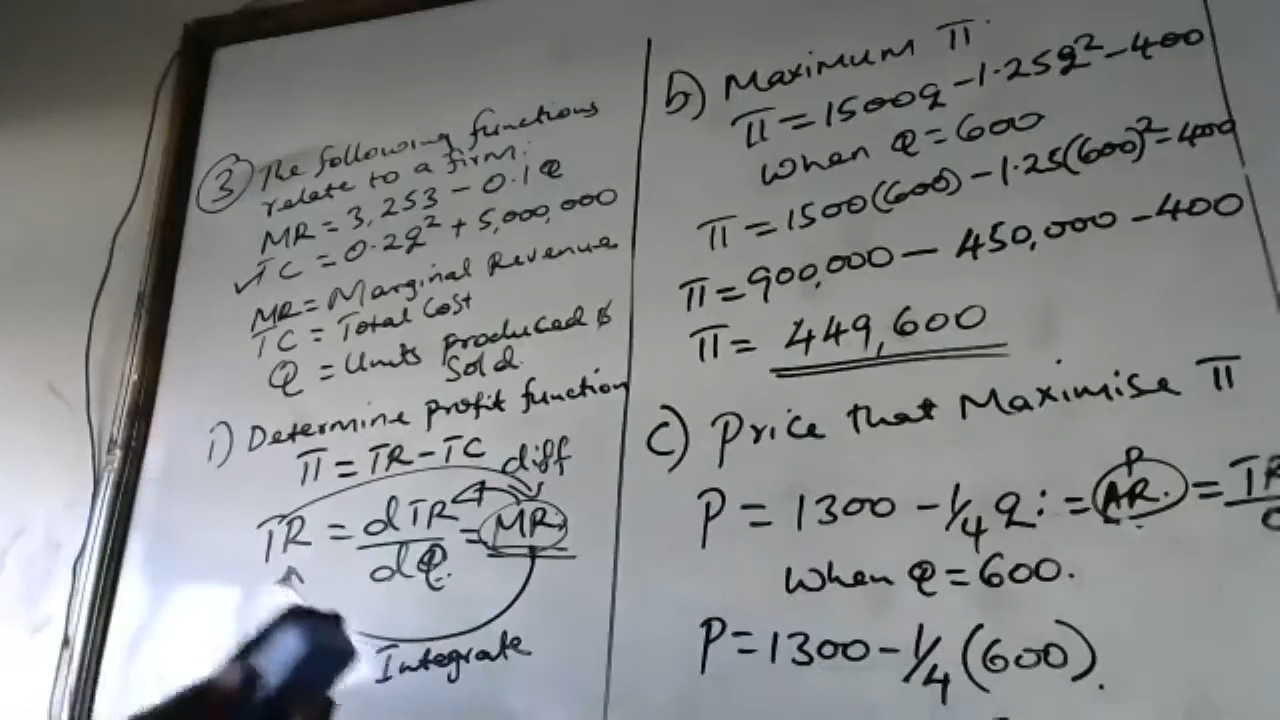 ③ The following functions
relate to a firm:
MR = 3,253 - 0.1Q
✓ TC = 0.2q² + 5,000,000
MR = Marginal Revenue
TC = Total Cost
Q = Units produced &
Sold.
i) Determine profit function
π = TR - TC
diff
TR = dTR/dQ = MR
Integrate
b) Maximum π
π = 1500q - 1.25q² - 400
when Q = 600
π = 1500(600) - 1.25(600)² = 400
π = 900,000 - 450,000 - 400
π = 449,600
c) Price that Maximise π
P
P = 1300 - 1/4 q: = AR. = TR
when Q = 600.
P = 1300 - 1/4 (600).